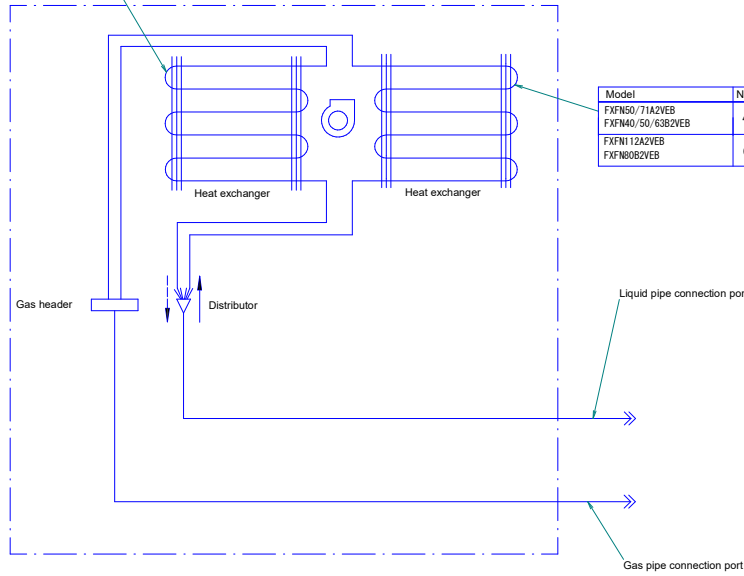 Model
FXFN50/71A2VEB
FXFN40/50/63B2VEB
FXFN112A2VEB
FXFN80B2VEB
Heat exchanger
Heat exchanger
Gas header
Distributor
Liquid pipe connection
Gas pipe connection port